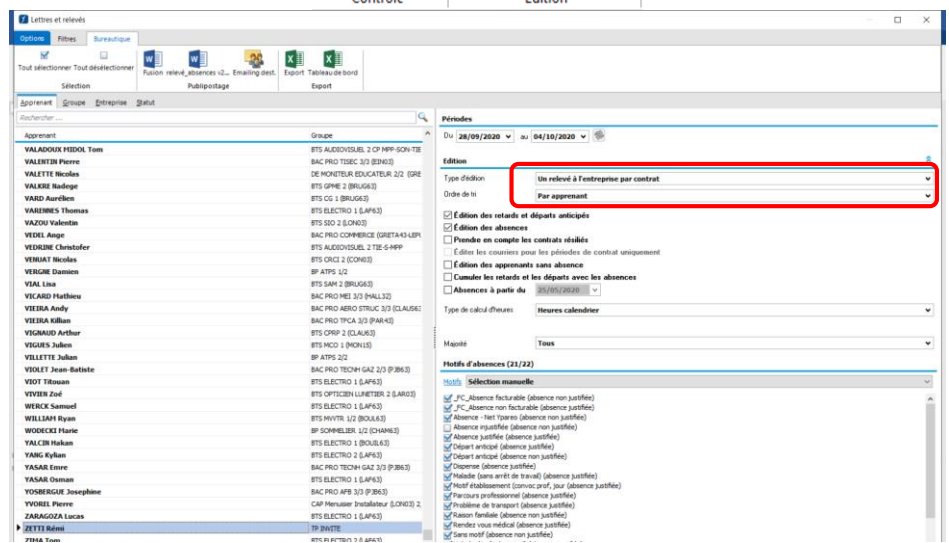 Contrôle Edition
Lettres et relevés
Options Filtres Bureautique
Tout sélectionner Tout désélectionner Fusion relevé_absences v2... Emailing dest. Export Tableau de bord
Sélection Publipostage Export
Apprenant Groupe Entreprise Statut
Rechercher ...
Apprenant Groupe
VALADOUX MIDOL Tom BTS AUDIOVISUEL 2 CP MPP-SON-TIE
VALENTIN Pierre BAC PRO TISEC 3/3 (EIN03)
VALETTE Nicolas DE MONITEUR EDUCATEUR 2/2 (GRE
VALKRE Nadege BTS GPME 2 (BRUG63)
VARD Aurélien BTS CG 1 (BRUG63)
VARENNES Thomas BTS ELECTRO 1 (LAF63)
VAZOU Valentin BTS SIO 2 (LON03)
VEDEL Ange BAC PRO COMMERCE (GRETA43-LEPU
VEDRINE Christofer BTS AUDIOVISUEL 2 TIE-S-MPP
VENUAT Nicolas BTS CRCI 2 (CON03)
VERGNE Damien BP ATPS 1/2
VIAL Lisa BTS SAM 2 (BRUG63)
VICARD Mathieu BAC PRO MEI 3/3 (HALL32)
VIEIRA Andy BAC PRO AERO STRUC 3/3 (CLAUS63
VIEIRA Killian BAC PRO TFCA 3/3 (PAR43)
VIGNAUD Arthur BTS CPRP 2 (CLAU63)
VIGUES Julien BTS MCO 1 (MON15)
VILLETTE Julian BP ATPS 2/2
VIOLET Jean-Batiste BAC PRO TECNH GAZ 2/3 (PJB63)
VIOT Titouan BTS ELECTRO 1 (LAF63)
VIVIEN Zoé BTS OPTICIEN LUNETIER 2 (LAR03)
WERCK Samuel BTS ELECTRO 1 (LAF63)
WILLIAM Ryan BTS MVVTR 1/2 (BOUL63)
WODECKI Marie BP SOMMELIER 1/2 (CHAM63)
YALCIN Hakan BTS ELECTRO 1 (BOUIL63)
YANG Kylian BTS ELECTRO 2 (LAF63)
YASAR Emre BAC PRO TECNH GAZ 3/3 (PJB63)
YASAR Osman BTS ELECTRO 1 (LAF63)
YOSBERGUE Josephine BAC PRO AFB 3/3 (PJB63)
YVOREL Pierre CAP Menuisier Installateur (LON03) 2,
ZARAGOZA Lucas BTS ELECTRO 1 (LAF63)
ZETTI Rémi TP INVITE
ZIMA Tom BTS ELECTRO 2 (LAF63)
Périodes
Du 28/09/2020 au 04/10/2020
Edition
Type d'édition Un relevé à l'entreprise par contrat
Ordre de tri Par apprenant
Édition des retards et départs anticipés
Édition des absences
Prendre en compte les contrats résiliés
Éditer les courriers pour les périodes de contrat uniquement
Édition des apprenants sans absence
Cumuler les retards et les départs avec les absences
Absences à partir du 25/05/2020
Type de calcul d'heures Heures calendrier
Majorité Tous
Motifs d'absences (21/22)
Motifs Sélection manuelle
_FC_Absence facturable (absence non justifiée)
_FC_Absence non facturable (absence non justifiée)
Absence - Net Ypareo (absence non justifiée)
Absence injustifiée (absence non justifiée)
Absence justifiée (absence justifiée)
Départ anticipé (absence justifiée)
Départ anticipé (absence non justifiée)
Dispense (absence justifiée)
Maladie (sans arrêt de travail) (absence justifiée)
Motif établissement (convoc prof, jour (absence justifiée)
Parcours professionnel (absence justifiée)
Problème de transport (absence justifiée)
Raison familiale (absence non justifiée)
Rendez vous médical (absence justifiée)
Sans motif (absence non justifiée)